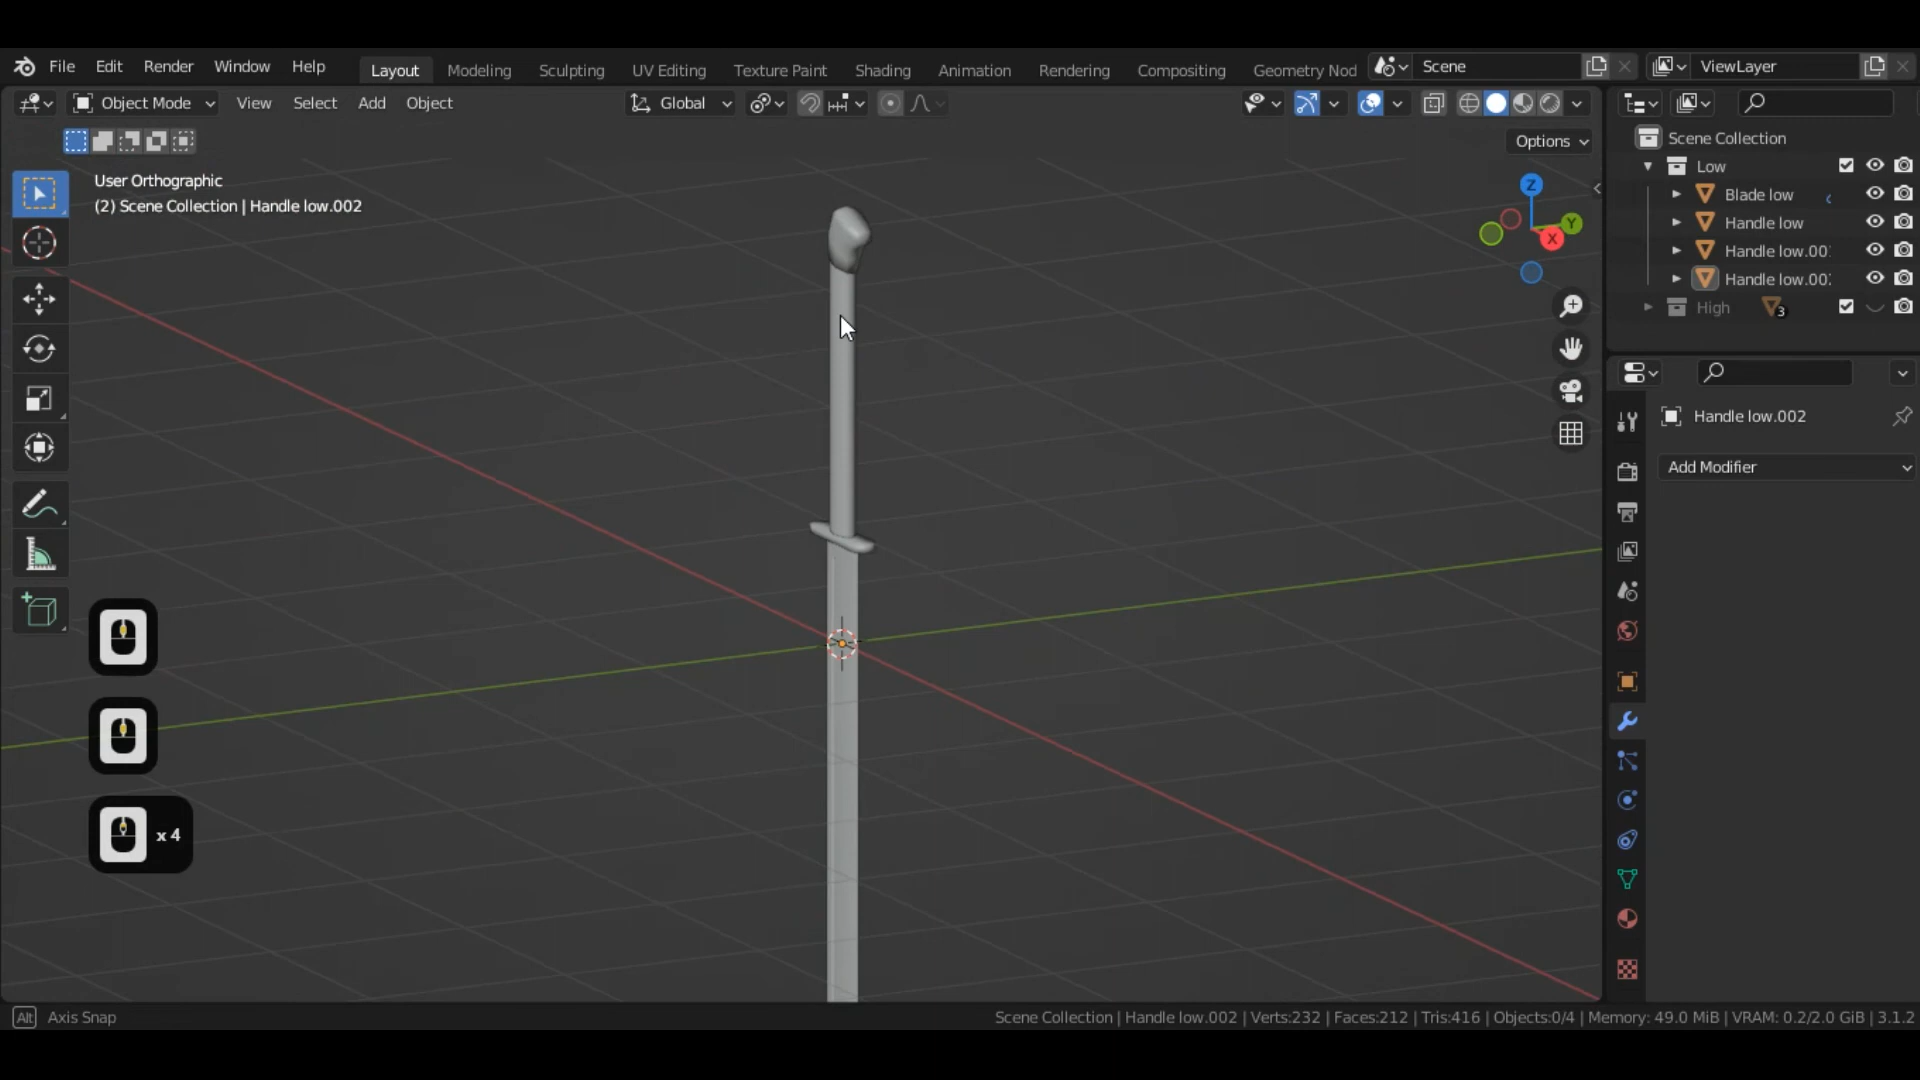 File Edit Render Window Help Layout Modeling Sculpting UV Editing Texture Paint Shading Animation Rendering Compositing Geometry Nod Scene ViewLayer
Object Mode View Select Add Object Global
Options
User Orthographic
(2) Scene Collection | Handle low.002
Z
Y
X
Scene Collection
Low
Blade low
Handle low
Handle low.00
Handle low.00
High 3
Handle low.002
Add Modifier
x 4
Alt Axis Snap
Scene Collection | Handle low.002 | Verts:232 | Faces:212 | Tris:416 | Objects:0/4 | Memory: 49.0 MiB | VRAM: 0.2/2.0 GiB | 3.1.2